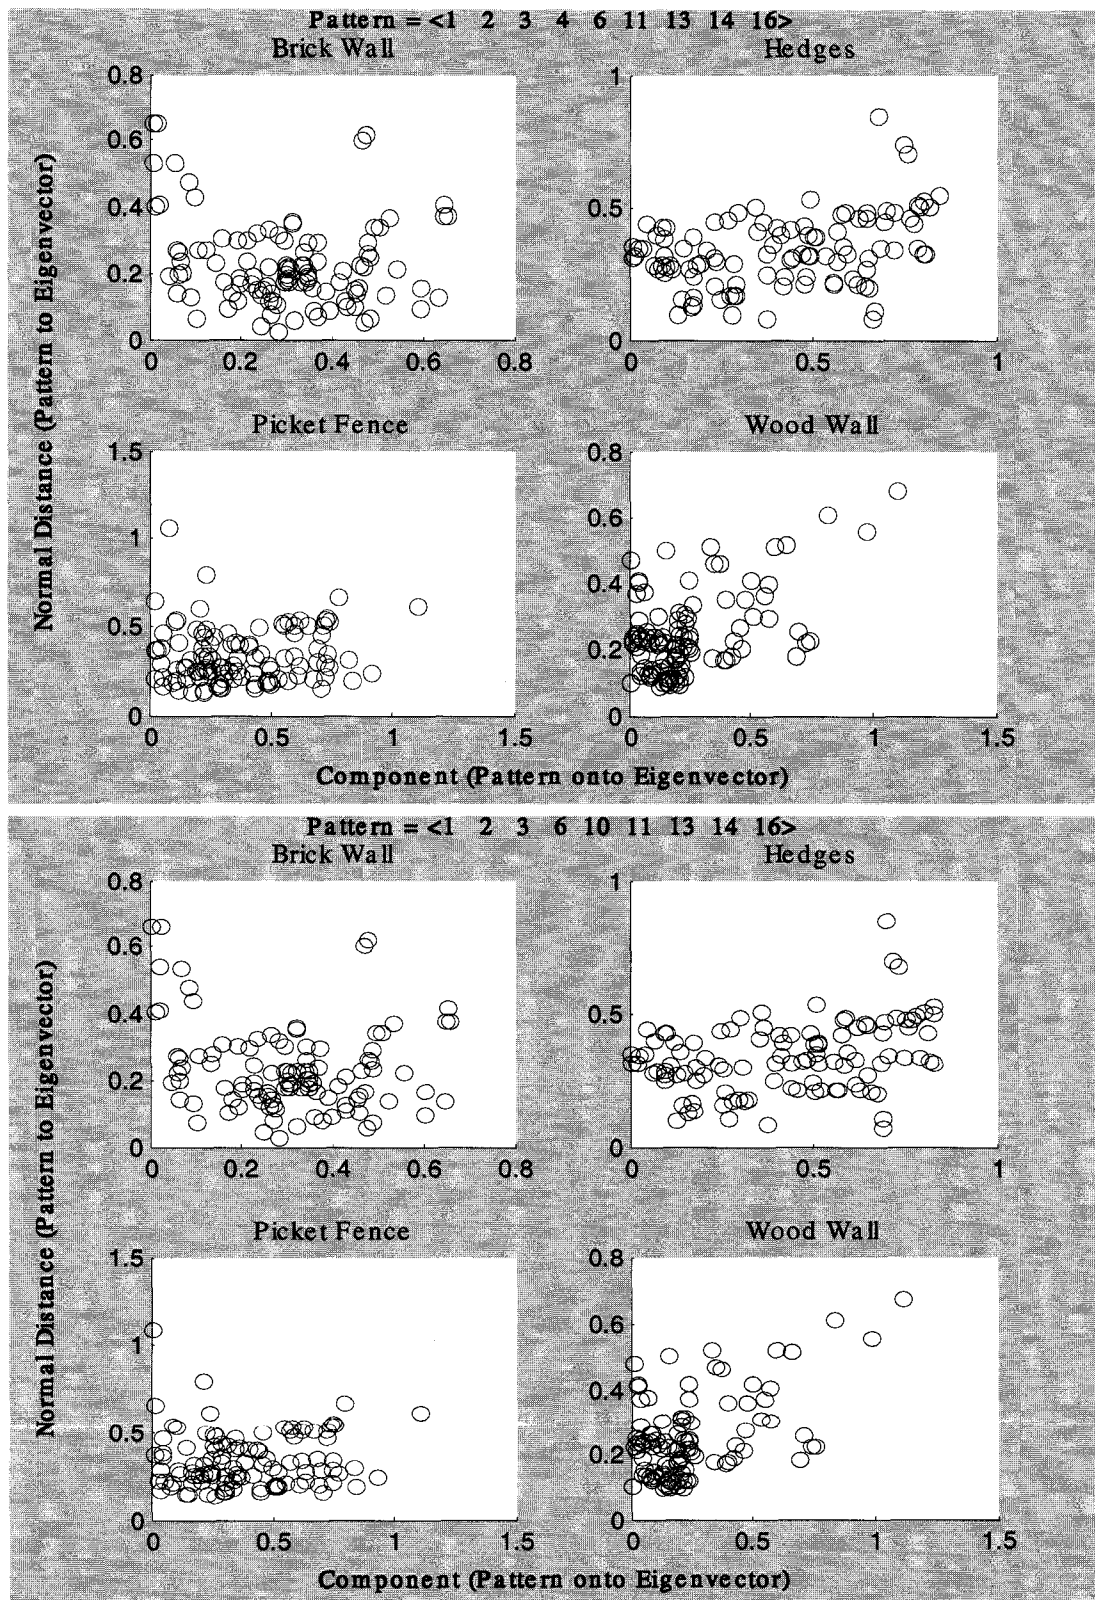 Pattern = <1 2 3 4 6 11 13 14 16>
Brick Wall
Hedges
0.8
0.6
0.4
0.2
0
0 0.2 0.4 0.6 0.8
1
0.5
0
0 0.5 1
Normal Distance (Pattern to Eigenvector)
Picket Fence
Wood Wall
1.5
1
0.5
0
0 0.5 1 1.5
0.8
0.6
0.4
0.2
0
0 0.5 1 1.5
Component (Pattern onto Eigenvector)
Pattern = <1 2 3 6 10 11 13 14 16>
Brick Wall
Hedges
0.8
0.6
0.4
0.2
0
0 0.2 0.4 0.6 0.8
1
0.5
0
0 0.5 1
Normal Distance (Pattern to Eigenvector)
Picket Fence
Wood Wall
1.5
1
0.5
0
0 0.5 1 1.5
0.8
0.6
0.4
0.2
0
0 0.5 1 1.5
Component (Pattern onto Eigenvector)